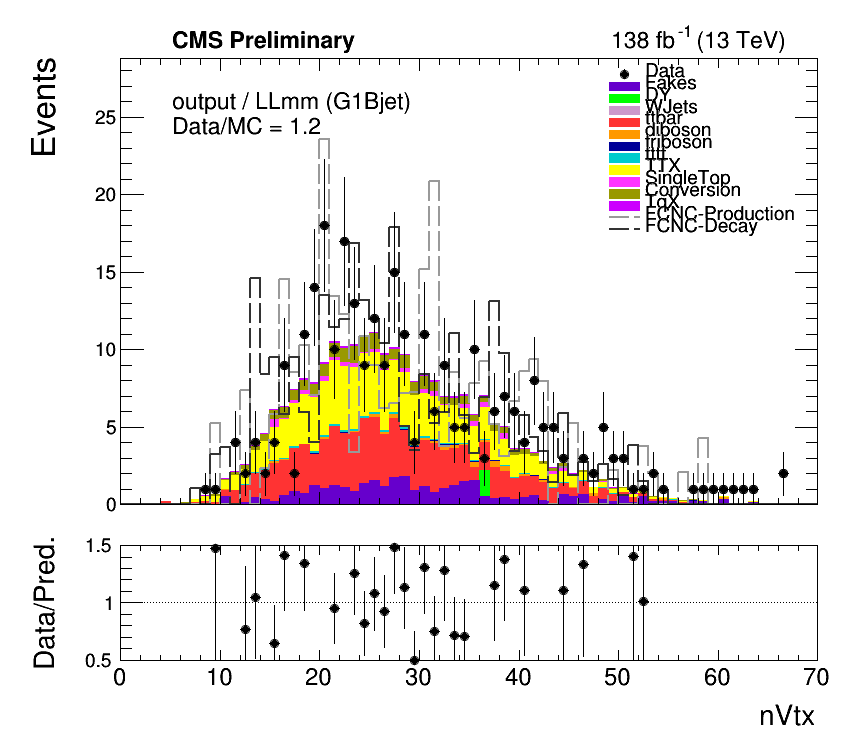 CMS Preliminary 138 fb-1 (13 TeV)
output / LLmm (G1Bjet)
Data/MC = 1.2
Data
Fakes
DY
WJets
ttbar
diboson
triboson
tttt
TTX
SingleTop
Conversion
TqX
FCNC-Production
FCNC-Decay
Events
25
20
15
10
5
0
Data/Pred.
1.5
1
0.5
0 10 20 30 40 50 60 70
nVtx